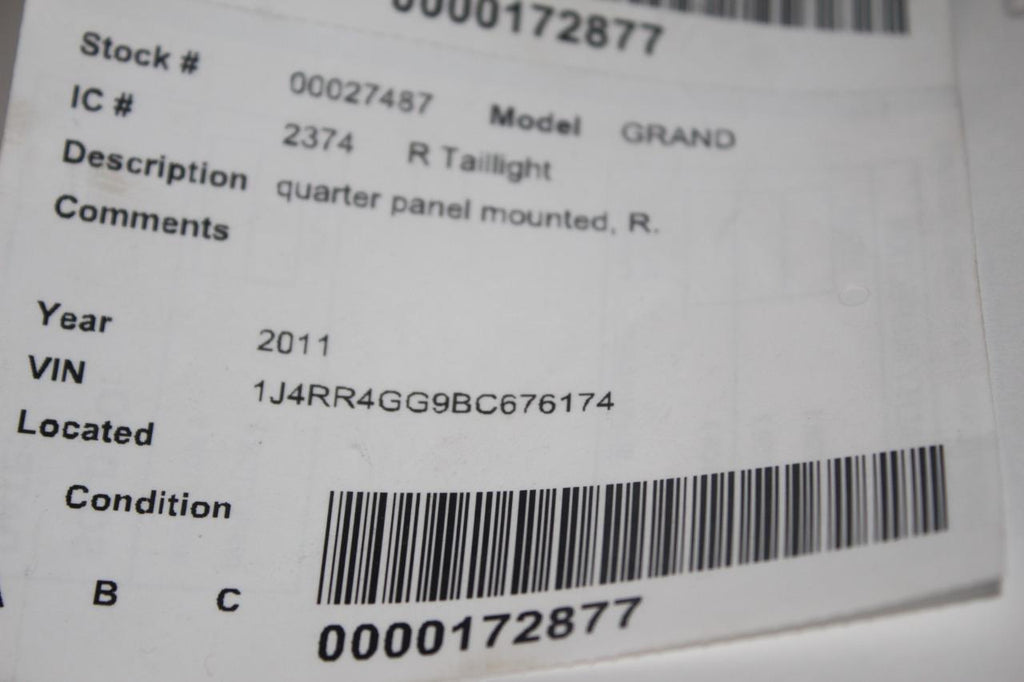 0000172877
Stock # 00027487 Model GRAND
IC # 2374 R Taillight
Description quarter panel mounted, R.
Comments
Year 2011
VIN 1J4RR4GG9BC676174
Located
Condition
B C
0000172877